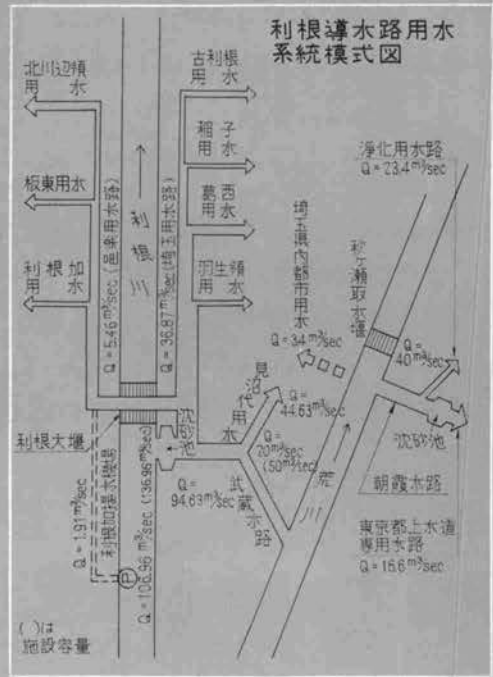 利根導水路用水
系統模式図
北川辺領
用水
板東用水
利根加
用水
古利根
用水
稲子
用水
葛西
用水
羽生領
用水
Q = 5.46m³/sec(邑楽用水路)
利根川
Q = 36.87m³/sec(埼玉用水路)
浄化用水路
Q = 23.4m³/sec
埼玉県内都市用水
Q = 3.4m³/sec
秋ヶ瀬取水堰
Q =
40m³/sec
見沼代用水
Q =
44.63m³/sec
Q =
70m³/sec
(50m³/sec)
武蔵水路
荒川
沈砂池
Q =
94.63m³/sec
利根大堰
利根加揚水機場
Q = 1.91m³/sec
P
Q = 106.96m³/sec(136.96m³/sec)
沈砂池
朝霞水路
東京都上水道
専用水路
Q = 16.6m³/sec
( )は
施設容量